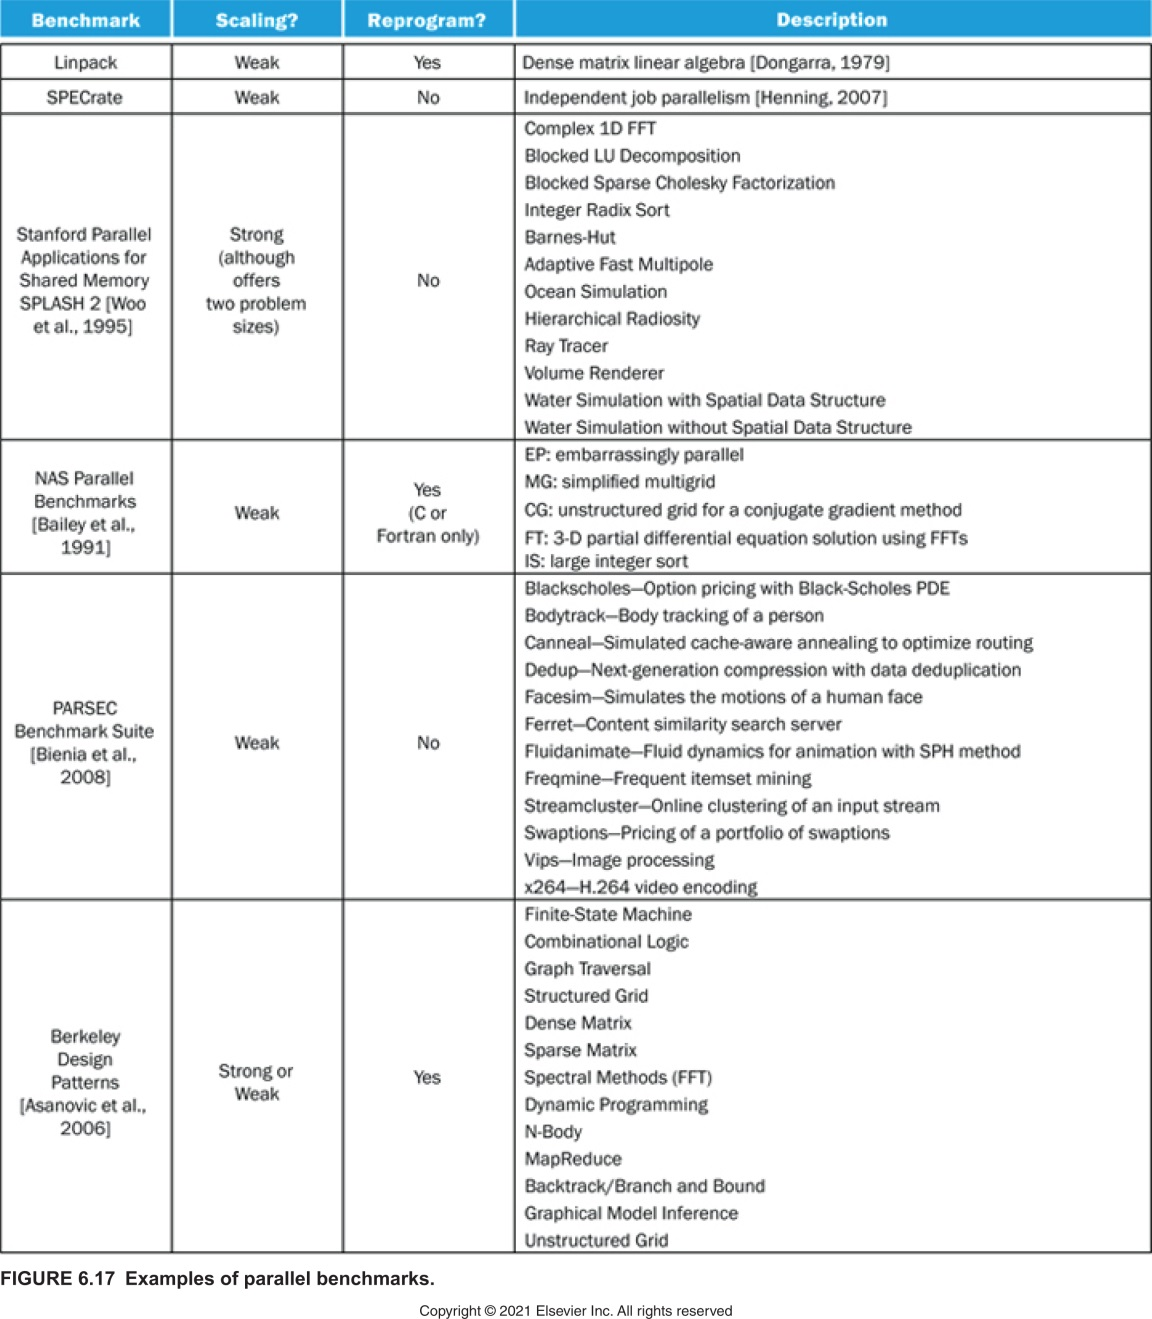 Benchmark Scaling? Reprogram? Description
Linpack Weak Yes Dense matrix linear algebra [Dongarra, 1979]
SPECrate Weak No Independent job parallelism [Henning, 2007]
Stanford Parallel
Applications for
Shared Memory
SPLASH 2 [Woo
et al., 1995]
Strong
(although
offers
two problem
sizes)
No
Complex 1D FFT
Blocked LU Decomposition
Blocked Sparse Cholesky Factorization
Integer Radix Sort
Barnes-Hut
Adaptive Fast Multipole
Ocean Simulation
Hierarchical Radiosity
Ray Tracer
Volume Renderer
Water Simulation with Spatial Data Structure
Water Simulation without Spatial Data Structure
NAS Parallel
Benchmarks
[Bailey et al.,
1991]
Weak
Yes
(C or
Fortran only)
EP: embarrassingly parallel
MG: simplified multigrid
CG: unstructured grid for a conjugate gradient method
FT: 3-D partial differential equation solution using FFTs
IS: large integer sort
PARSEC
Benchmark Suite
[Bienia et al.,
2008]
Weak
No
Blackscholes—Option pricing with Black-Scholes PDE
Bodytrack—Body tracking of a person
Canneal—Simulated cache-aware annealing to optimize routing
Dedup—Next-generation compression with data deduplication
Facesim—Simulates the motions of a human face
Ferret—Content similarity search server
Fluidanimate—Fluid dynamics for animation with SPH method
Freqmine—Frequent itemset mining
Streamcluster—Online clustering of an input stream
Swaptions—Pricing of a portfolio of swaptions
Vips—Image processing
x264—H.264 video encoding
Berkeley
Design
Patterns
[Asanovic et al.,
2006]
Strong or
Weak
Yes
Finite-State Machine
Combinational Logic
Graph Traversal
Structured Grid
Dense Matrix
Sparse Matrix
Spectral Methods (FFT)
Dynamic Programming
N-Body
MapReduce
Backtrack/Branch and Bound
Graphical Model Inference
Unstructured Grid
FIGURE 6.17 Examples of parallel benchmarks.
Copyright © 2021 Elsevier Inc. All rights reserved